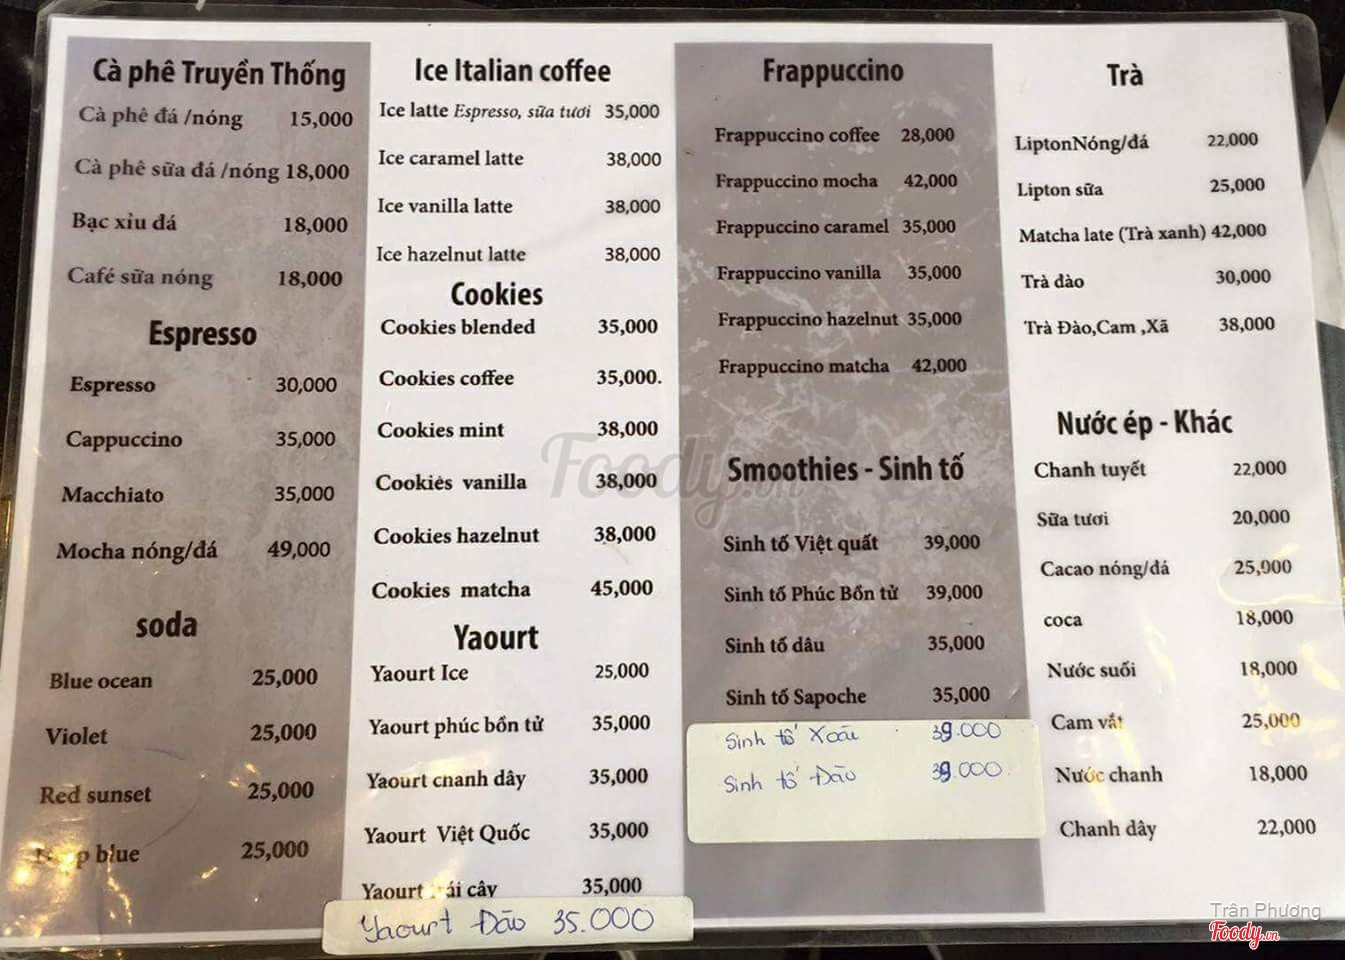 Cà phê Truyền Thống
Cà phê đá /nóng 15,000
Cà phê sữa đá /nóng 18,000
Bạc xỉu đá 18,000
Café sữa nóng 18,000
Espresso
Espresso 30,000
Cappuccino 35,000
Macchiato 35,000
Mocha nóng/đá 49,000
soda
Blue ocean 25,000
Violet 25,000
Red sunset 25,000
blue 25,000
Ice Italian coffee
Ice latte Espresso, sữa tươi 35,000
Ice caramel latte 38,000
Ice vanilla latte 38,000
Ice hazelnut latte 38,000
Cookies
Cookies blended 35,000
Cookies coffee 35,000.
Cookies mint 38,000
Cookies vanilla 38,000
Cookies hazelnut 38,000
Cookies matcha 45,000
Yaourt
Yaourt Ice 25,000
Yaourt phúc bồn tử 35,000
Yaourt chanh dây 35,000
Yaourt Việt Quốc 35,000
Yaourt trái cây 35,000
Yaourt Đào 35.000
Frappuccino
Frappuccino coffee 28,000
Frappuccino mocha 42,000
Frappuccino caramel 35,000
Frappuccino vanilla 35,000
Frappuccino hazelnut 35,000
Frappuccino matcha 42,000
Smoothies - Sinh tố
Sinh tố Việt quất 39,000
Sinh tố Phúc Bồn tử 39,000
Sinh tố dâu 35,000
Sinh tố Sapoche 35,000
Sinh tố Xoài 39.000
Sinh tố Đào 39.000
Trà
LiptonNóng/đá 22,000
Lipton sữa 25,000
Matcha late (Trà xanh) 42,000
Trà dào 30,000
Trà Đào,Cam ,Xã 38,000
Nước ép - Khác
Chanh tuyết 22,000
Sữa tươi 20,000
Cacao nóng/đá 25,000
coca 18,000
Nước suối 18,000
Cam vắt 25,000
Nước chanh 18,000
Chanh dây 22,000
Foody.vn
Trân Phương
Foody.vn